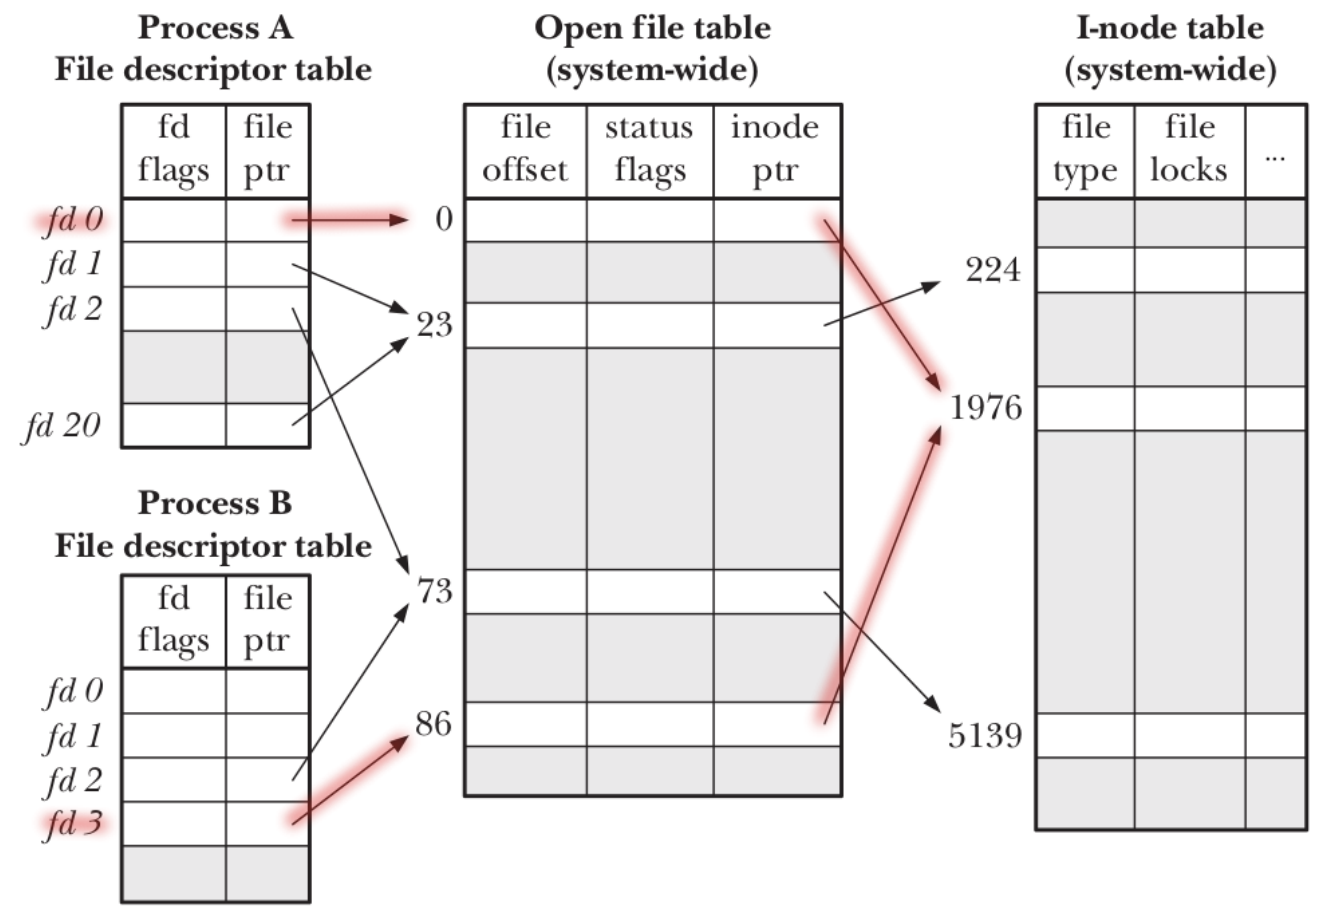 Process A
File descriptor table
fd flags
file ptr
fd 0
fd 1
fd 2
fd 20
Process B
File descriptor table
fd flags
file ptr
fd 0
fd 1
fd 2
fd 3
Open file table
(system-wide)
file offset
status flags
inode ptr
0
23
73
86
I-node table
(system-wide)
file type
file locks
...
224
1976
5139